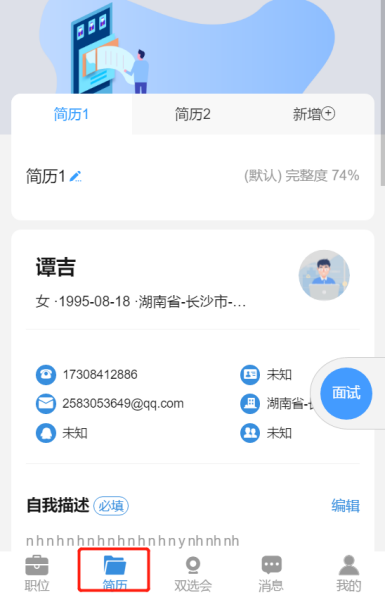 简历1 简历2 新增
简历1 (默认) 完整度 74%
谭吉
女 ·1995-08-18 ·湖南省-长沙市-...
17308412886 未知
2583053649@qq.com 湖南省-
未知 未知
面试
自我描述 必填 编辑
nhnhnhnhnhnhnhnynhnhnh
职位 简历 双选会 消息 我的